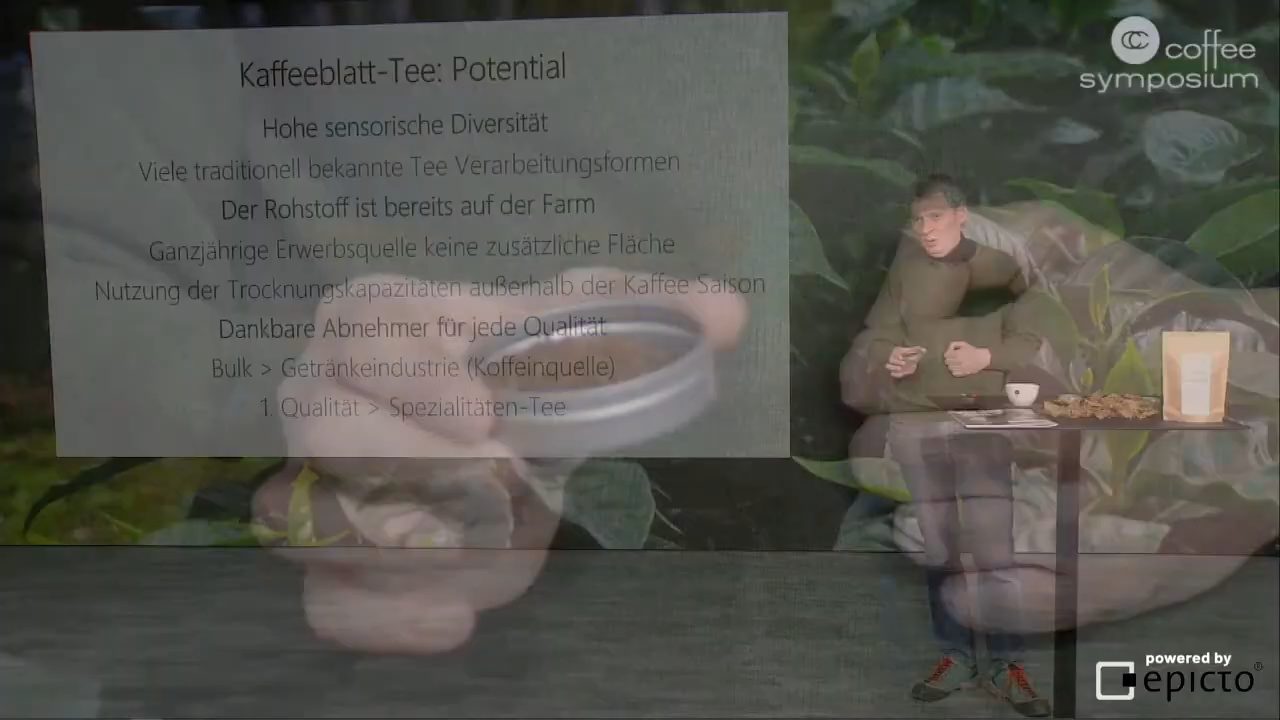 Kaffeeblatt-Tee: Potential
Hohe sensorische Diversität
Viele traditionell bekannte Tee Verarbeitungsformen
Der Rohstoff ist bereits auf der Farm
Ganzjährige Erwerbsquelle keine zusätzliche Fläche
Nutzung der Trocknungskapazitäten außerhalb der Kaffee Saison
Dankbare Abnehmer für jede Qualität
Bulk > Getränkeindustrie (Koffeinquelle)
1. Qualität > Spezialitäten-Tee
CC coffee
symposium
powered by
epicto®